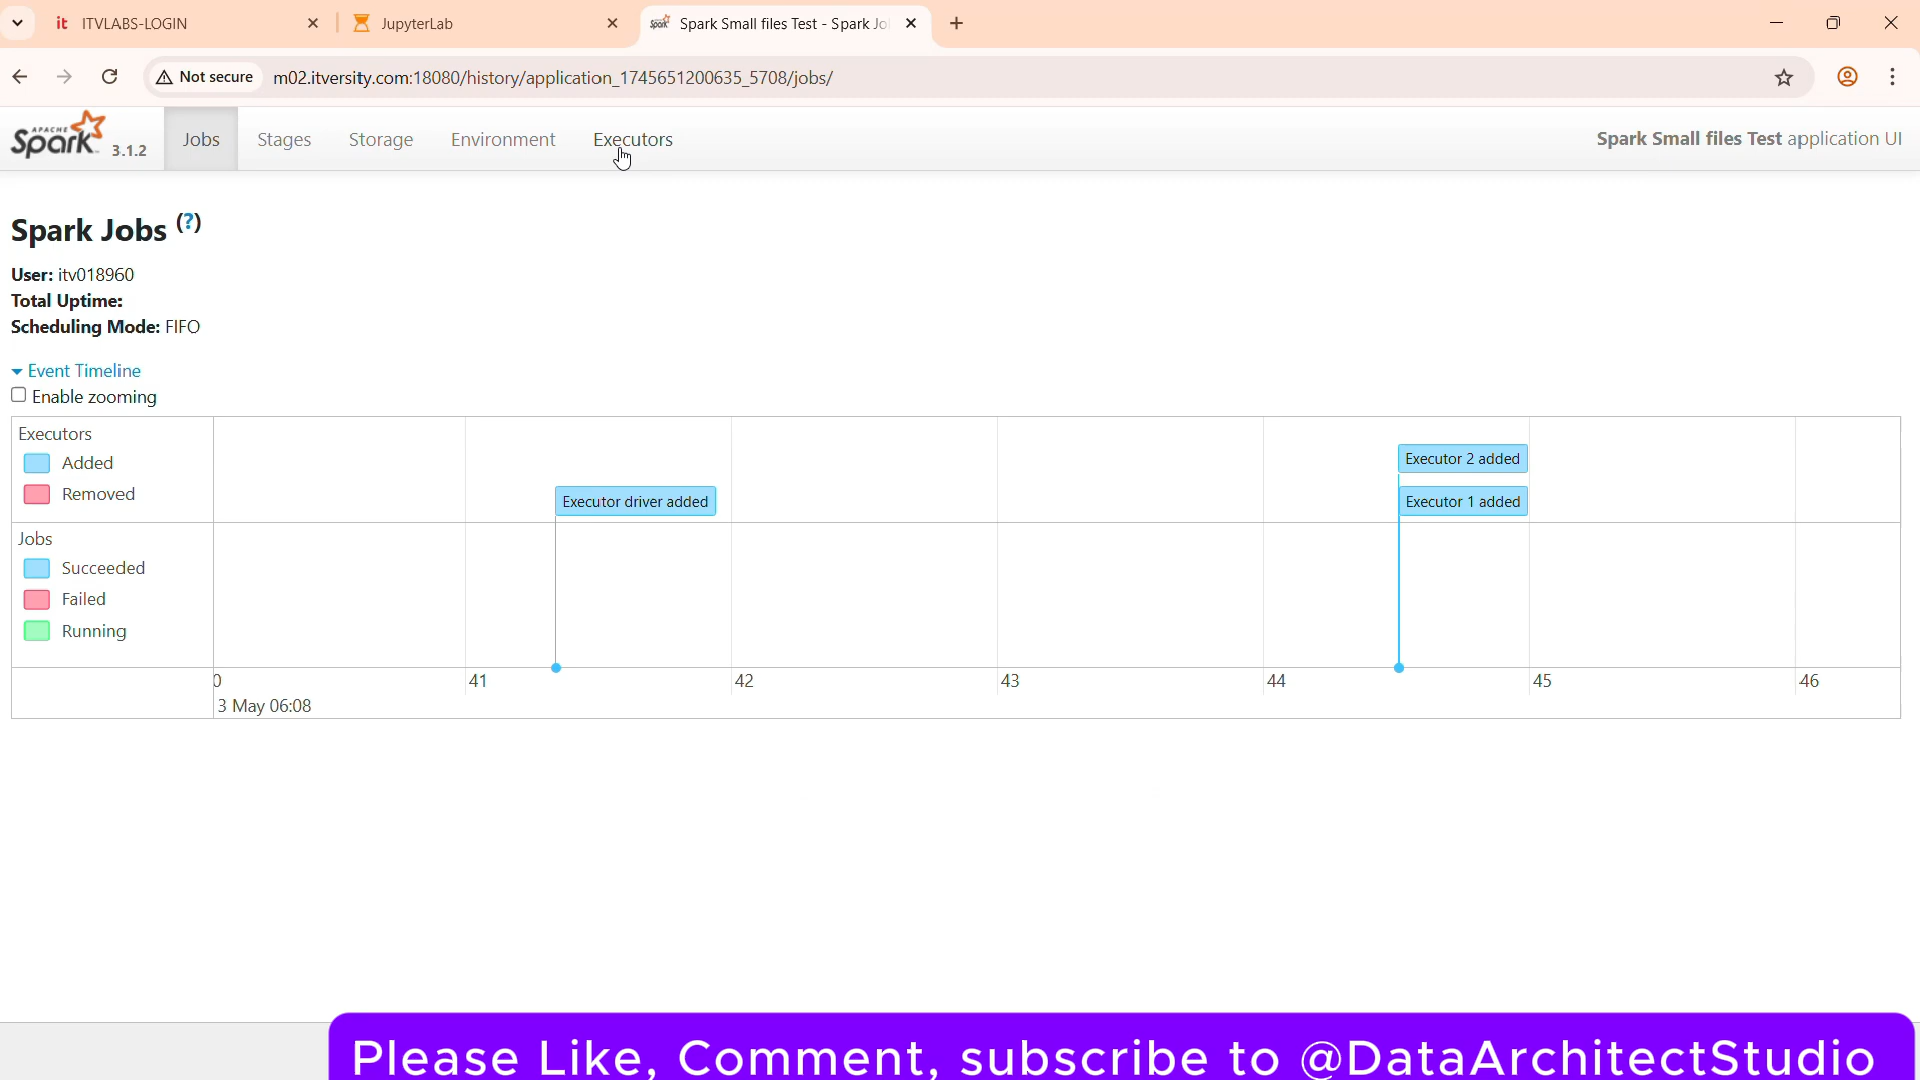 ITVLABS-LOGIN
JupyterLab
Spark Small files Test - Spark Jo
Not secure
m02.itversity.com:18080/history/application_1745651200635_5708/jobs/
APACHE
Spark 3.1.2
Jobs
Stages
Storage
Environment
Executors
Spark Small files Test application UI
Spark Jobs (?)
User: itv018960
Total Uptime:
Scheduling Mode: FIFO
Event Timeline
Enable zooming
Executors
Added
Removed
Executor driver added
Executor 2 added
Executor 1 added
Jobs
Succeeded
Failed
Running
0 41 42 43 44 45 46
3 May 06:08
Please Like, Comment, subscribe to @DataArchitectStudio